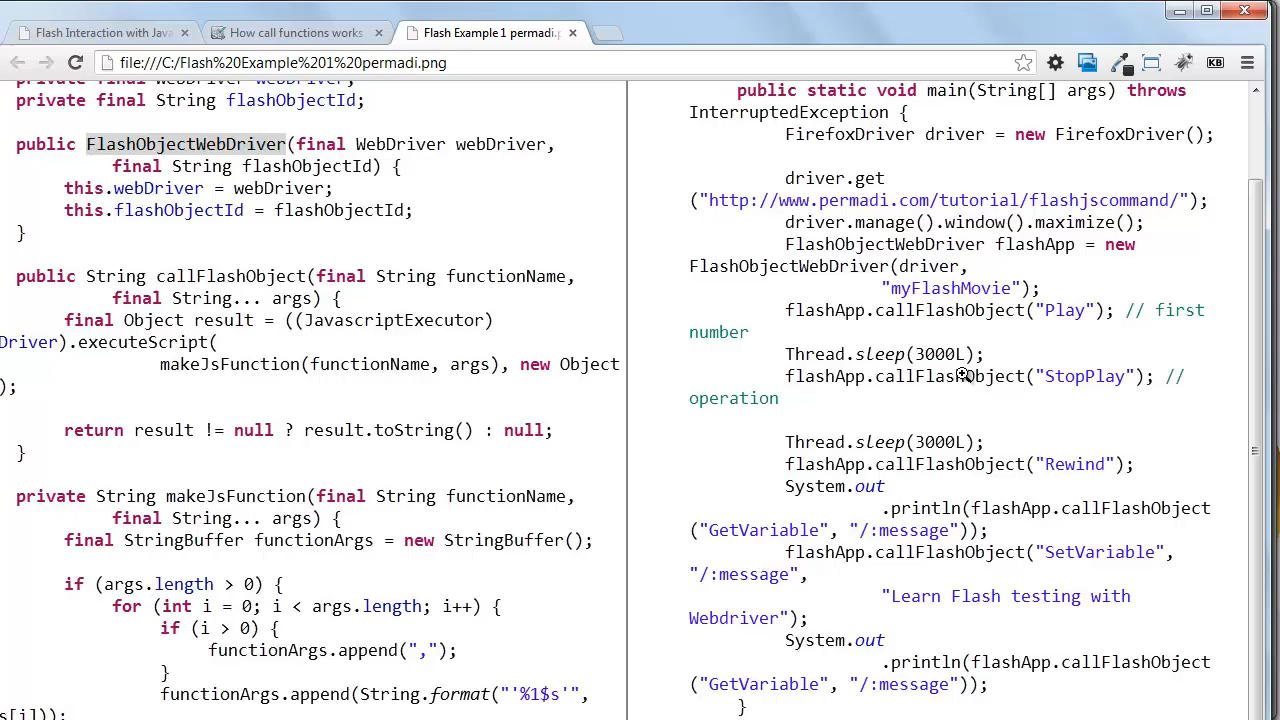 Flash Interaction with Java
How call functions works
Flash Example 1 permadi.p
file:///C:/Flash%20Example%201%20permadi.png
KB
private final WebDriver webDriver;
private final String flashObjectId;
public FlashObjectWebDriver(final WebDriver webDriver,
final String flashObjectId) {
this.webDriver = webDriver;
this.flashObjectId = flashObjectId;
}
public String callFlashObject(final String functionName,
final String... args) {
final Object result = ((JavascriptExecutor)
Driver).executeScript(
makeJsFunction(functionName, args), new Object
);
return result != null ? result.toString() : null;
}
private String makeJsFunction(final String functionName,
final String... args) {
final StringBuffer functionArgs = new StringBuffer();
if (args.length > 0) {
for (int i = 0; i < args.length; i++) {
if (i > 0) {
functionArgs.append(",");
}
functionArgs.append(String.format("'%1$s'",
s[i]));
public static void main(String[] args) throws
InterruptedException {
FirefoxDriver driver = new FirefoxDriver();
driver.get
("http://www.permadi.com/tutorial/flashjscommand/");
driver.manage().window().maximize();
FlashObjectWebDriver flashApp = new
FlashObjectWebDriver(driver,
"myFlashMovie");
flashApp.callFlashObject("Play"); // first
number
Thread.sleep(3000L);
flashApp.callFlashObject("StopPlay"); //
operation
Thread.sleep(3000L);
flashApp.callFlashObject("Rewind");
System.out
.println(flashApp.callFlashObject
("GetVariable", "/:message"));
flashApp.callFlashObject("SetVariable",
"/:message",
"Learn Flash testing with
Webdriver");
System.out
.println(flashApp.callFlashObject
("GetVariable", "/:message"));
}